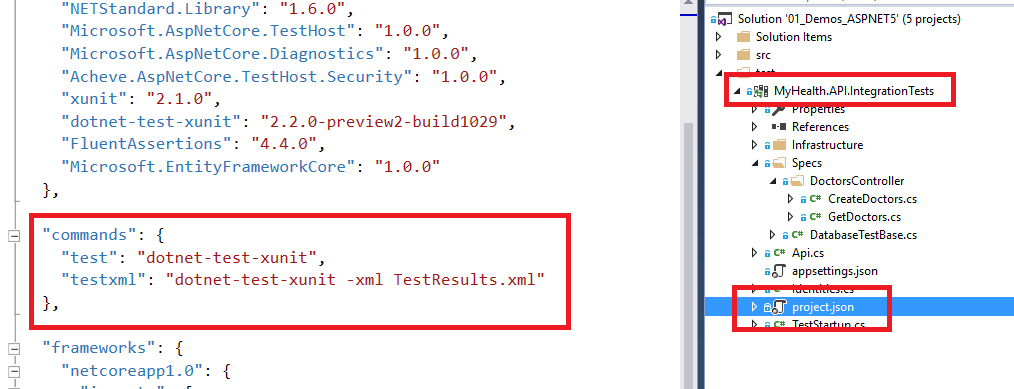 "NETStandard.Library": "1.6.0",
"Microsoft.AspNetCore.TestHost": "1.0.0",
"Microsoft.AspNetCore.Diagnostics": "1.0.0",
"Acheve.AspNetCore.TestHost.Security": "1.0.0",
"xunit": "2.1.0",
"dotnet-test-xunit": "2.2.0-preview2-build1029",
"FluentAssertions": "4.4.0",
"Microsoft.EntityFrameworkCore": "1.0.0"
},
"commands": {
"test": "dotnet-test-xunit",
"testxml": "dotnet-test-xunit -xml TestResults.xml"
},
"frameworks": {
"netcoreapp1.0": {
Solution '01_Demos_ASPNET5' (5 projects)
Solution Items
src
test
MyHealth.API.IntegrationTests
Properties
References
Infrastructure
Specs
DoctorsController
C# CreateDoctors.cs
C# GetDoctors.cs
C# DatabaseTestBase.cs
C# Api.cs
appsettings.json
C# Identities.cs
project.json
C# TestStartup.cs